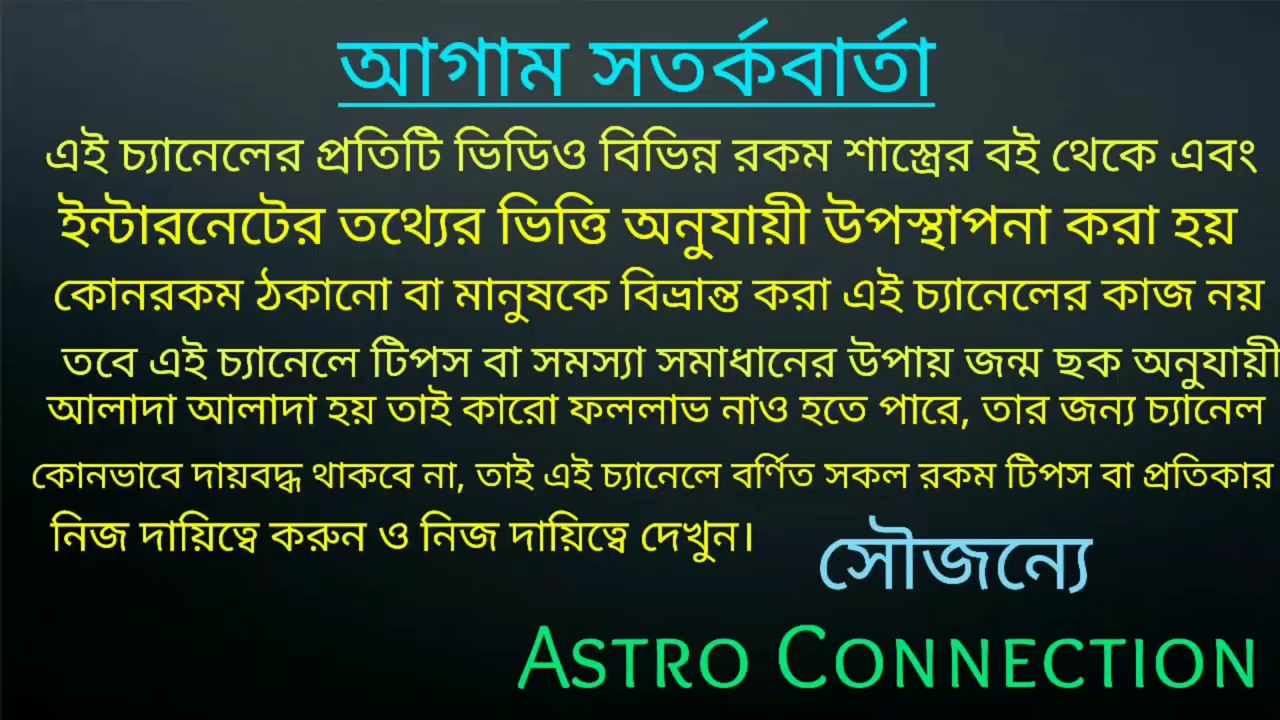 আগাম সতর্কবার্তা
এই চ্যানেলের প্রতিটি ভিডিও বিভিন্ন রকম শাস্ত্রের বই থেকে এবং
ইন্টারনেটের তথ্যের ভিত্তি অনুযায়ী উপস্থাপনা করা হয়
কোনরকম ঠকানো বা মানুষকে বিভ্রান্ত করা এই চ্যানেলের কাজ নয়
তবে এই চ্যানেলে টিপস বা সমস্যা সমাধানের উপায় জন্ম ছক অনুযায়ী
আলাদা আলাদা হয় তাই কারো ফললাভ নাও হতে পারে, তার জন্য চ্যানেল
কোনভাবে দায়বদ্ধ থাকবে না, তাই এই চ্যানেলে বর্ণিত সকল রকম টিপস বা প্রতিকার
নিজ দায়িত্বে করুন ও নিজ দায়িত্বে দেখুন।
সৌজন্যে
Astro Connection